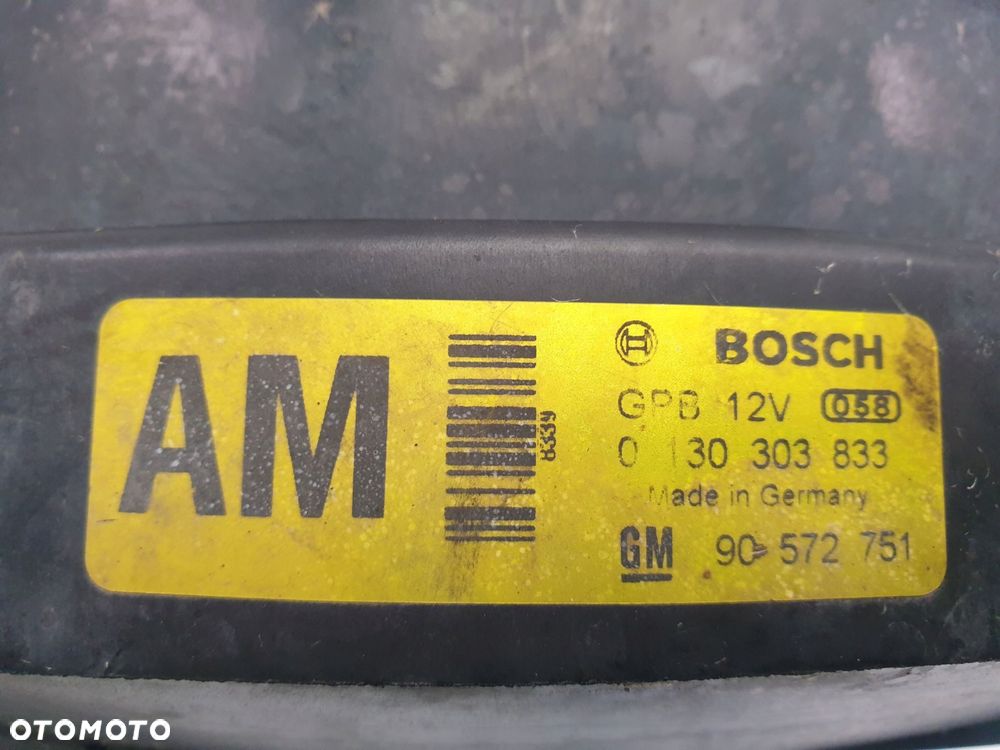 AM
8339
BOSCH
GPB 12V 058
0 130 303 833
Made in Germany
GM 90 572 751
OTOMOTO